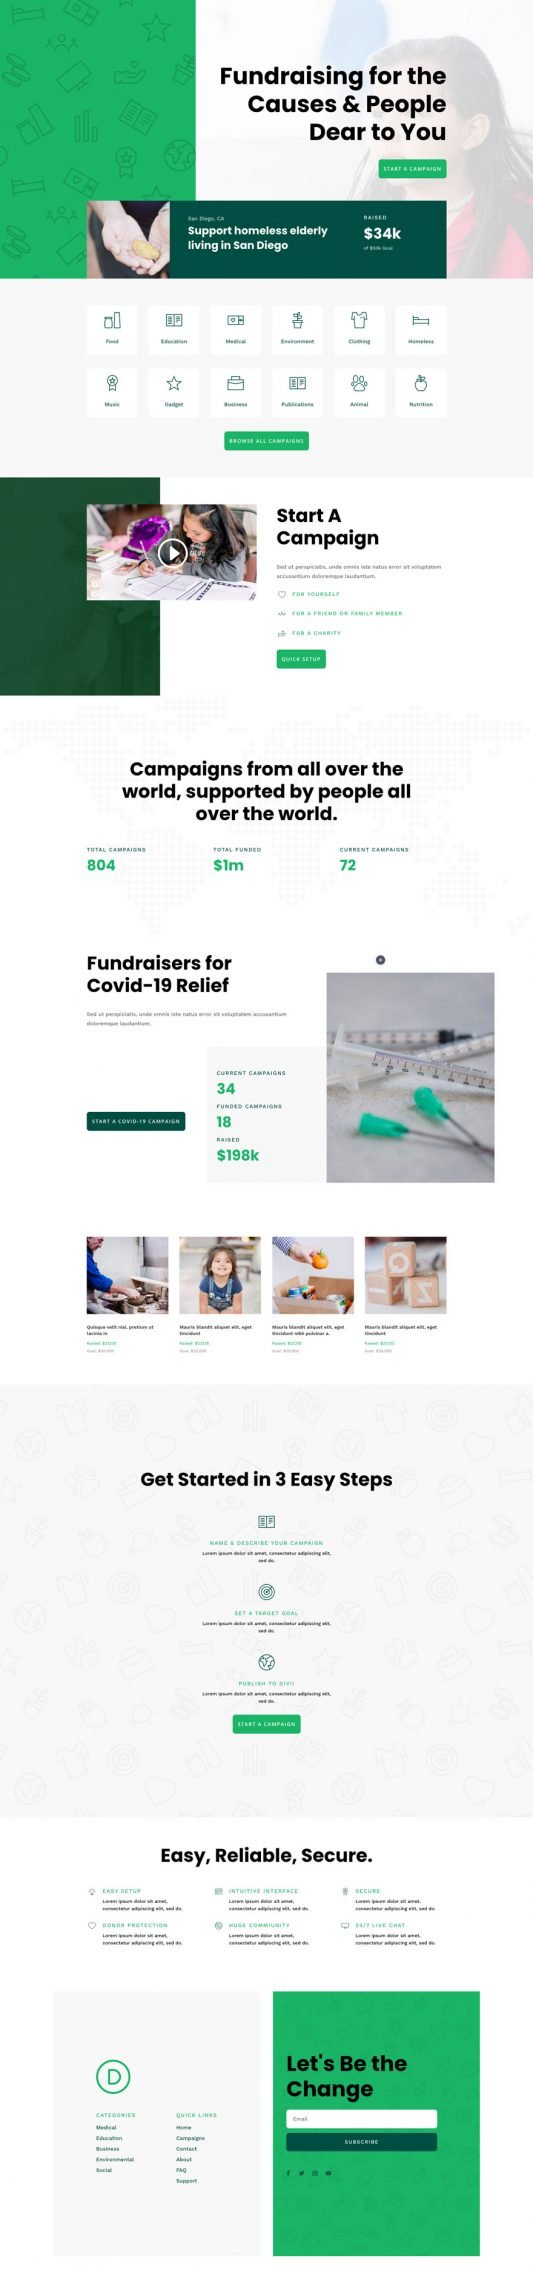 Fundraising for the
Causes & People
Dear to You
START A CAMPAIGN
San Diego, CA
Support homeless elderly
living in San Diego
RAISED
$34k
of $50k Goal
Food
Education
Medical
Environment
Clothing
Homeless
Music
Gadget
Business
Publications
Animal
Nutrition
BROWSE ALL CAMPAIGNS
Start A
Campaign
Sed ut perspiciatis, unde omnis iste natus error sit voluptatem
accusantium doloremque laudantium.
FOR YOURSELF
FOR A FRIEND OR FAMILY MEMBER
FOR A CHARITY
QUICK SETUP
Campaigns from all over the
world, supported by people all
over the world.
TOTAL CAMPAIGNS
804
TOTAL FUNDED
$1m
CURRENT CAMPAIGNS
72
Fundraisers for
Covid-19 Relief
Sed ut perspiciatis, unde omnis iste natus error sit voluptatem accusantium
doloremque laudantium.
START A COVID-19 CAMPAIGN
CURRENT CAMPAIGNS
34
FUNDED CAMPAIGNS
18
RAISED
$198k
Quisque velit nisi, pretium ut
lacinia in
Raised:
Goal: $30,000
Mauris blandit aliquet elit, eget
tincidunt
Raised:
Goal: $30,000
Mauris blandit aliquet elit, eget
tincidunt nibh pulvinar a.
Raised:
Goal: $30,000
Mauris blandit aliquet elit, eget
tincidunt
Raised:
Goal: $30,000
Get Started in 3 Easy Steps
NAME & DESCRIBE YOUR CAMPAIGN
Lorem ipsum dolor sit amet, consectetur adipiscing elit,
sed do.
SET A TARGET GOAL
Lorem ipsum dolor sit amet, consectetur adipiscing elit,
sed do.
PUBLISH TO DIVI!
Lorem ipsum dolor sit amet, consectetur adipiscing elit,
sed do.
START A CAMPAIGN
Easy, Reliable, Secure.
EASY SETUP
Lorem ipsum dolor sit amet,
consectetur adipiscing elit, sed do.
INTUITIVE INTERFACE
Lorem ipsum dolor sit amet,
consectetur adipiscing elit, sed do.
SECURE
Lorem ipsum dolor sit amet,
consectetur adipiscing elit, sed do.
DONOR PROTECTION
Lorem ipsum dolor sit amet,
consectetur adipiscing elit, sed do.
HUGE COMMIUNITY
Lorem ipsum dolor sit amet,
consectetur adipiscing elit, sed do.
24/7 LIVE CHAT
Lorem ipsum dolor sit amet,
consectetur adipiscing elit, sed do.
D
CATEGORIES
Medical
Education
Business
Environmental
Social
QUICK LINKS
Home
Campaigns
Contact
About
FAQ
Support
Let's Be the
Change
Email
SUBSCRIBE